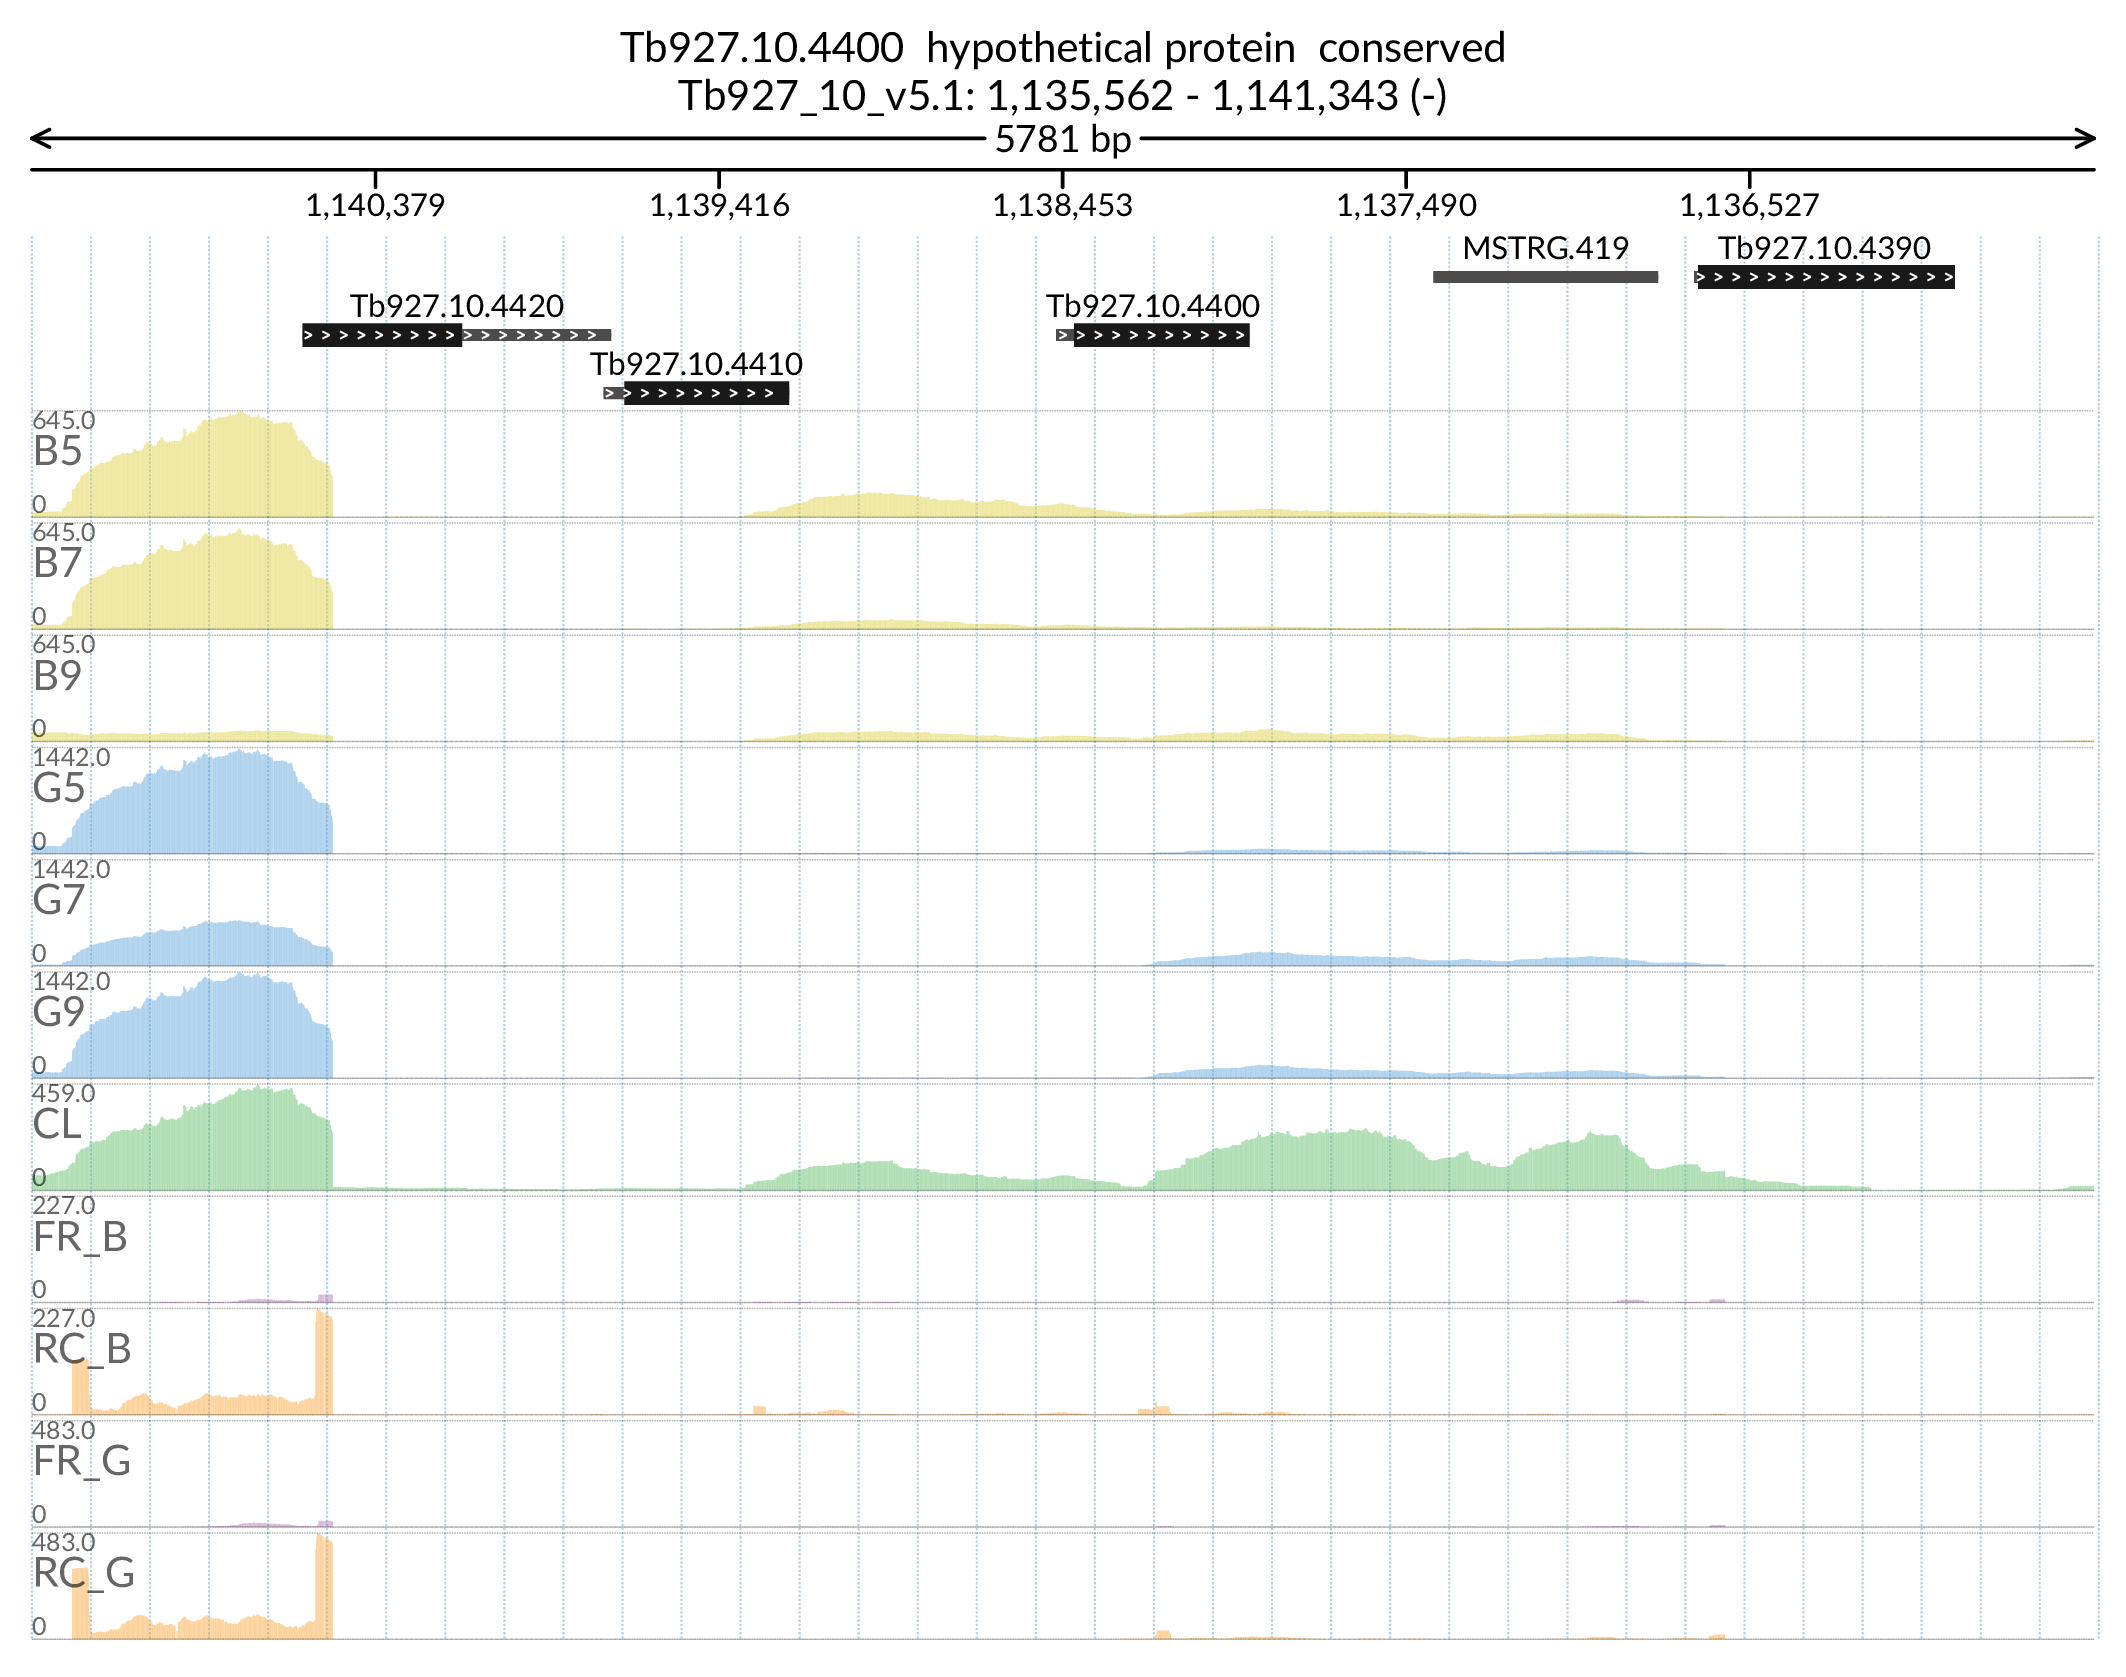 Tb927.10.4400  hypothetical protein  conserved
Tb927_10_v5.1: 1,135,562 - 1,141,343 (-)
5781 bp
1,140,379 1,139,416 1,138,453 1,137,490 1,136,527
MSTRG.419 Tb927.10.4390
Tb927.10.4420 Tb927.10.4400
Tb927.10.4410
645.0
B5
0
645.0
B7
0
645.0
B9
0
1442.0
G5
0
1442.0
G7
0
1442.0
G9
0
459.0
CL
0
227.0
FR_B
0
227.0
RC_B
0
483.0
FR_G
0
483.0
RC_G
0